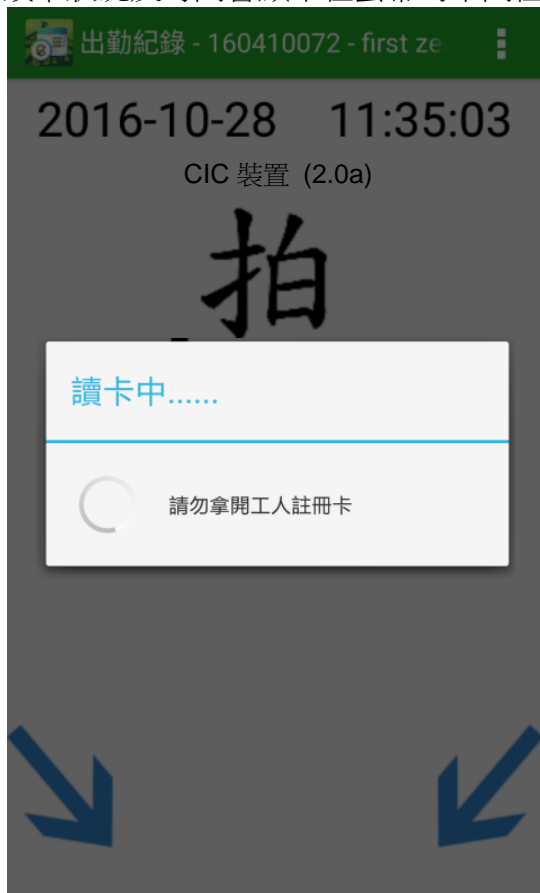 出勤紀錄 - 160410072 - first ze
2016-10-28 11:35:03
CIC 裝置 (2.0a)
拍
讀卡中......
請勿拿開工人註冊卡